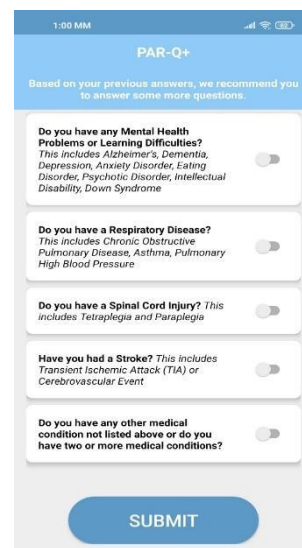 1:00 MM
PAR-Q+
Based on your previous answers, we recommend you
to answer some more questions.
Do you have any Mental Health
Problems or Learning Difficulties?
This includes Alzheimer's, Dementia,
Depression, Anxiety Disorder, Eating
Disorder, Psychotic Disorder, Intellectual
Disability, Down Syndrome
Do you have a Respiratory Disease?
This includes Chronic Obstructive
Pulmonary Disease, Asthma, Pulmonary
High Blood Pressure
Do you have a Spinal Cord Injury? This
includes Tetraplegia and Paraplegia
Have you had a Stroke? This includes
Transient Ischemic Attack (TIA) or
Cerebrovascular Event
Do you have any other medical
condition not listed above or do you
have two or more medical conditions?
SUBMIT